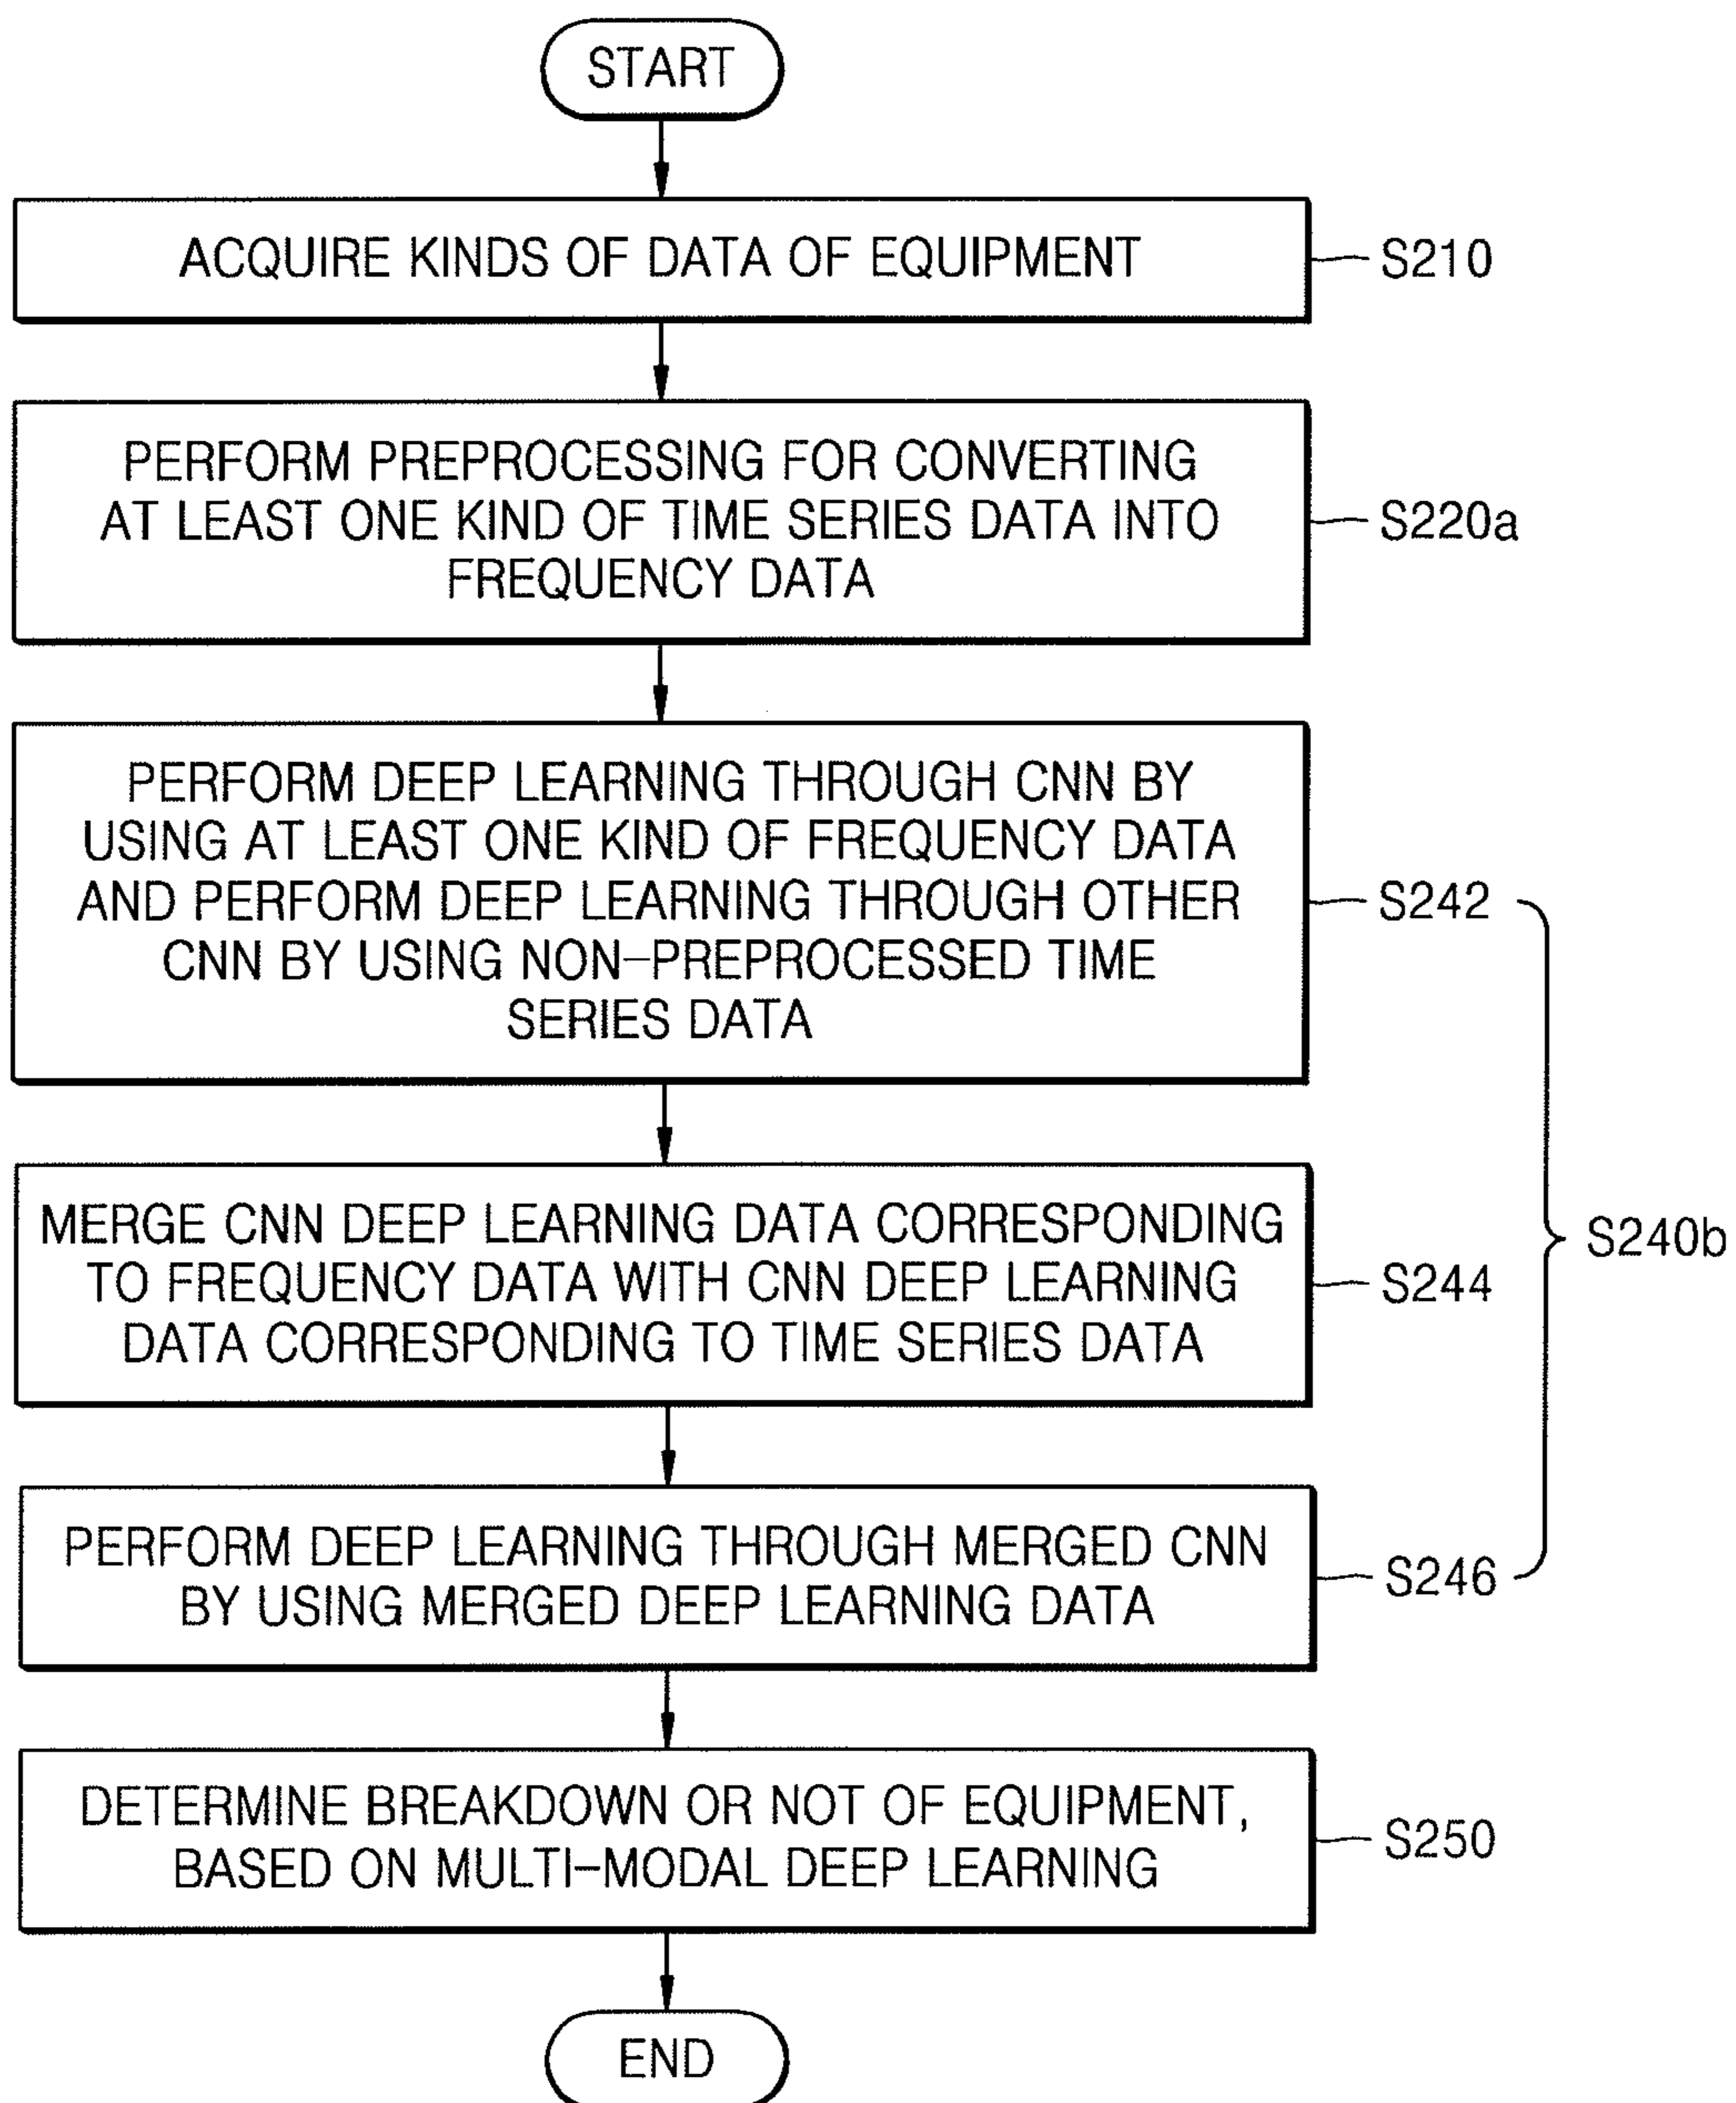 START
ACQUIRE KINDS OF DATA OF EQUIPMENT
S210
PERFORM PREPROCESSING FOR CONVERTING
AT LEAST ONE KIND OF TIME SERIES DATA INTO
FREQUENCY DATA
S220a
PERFORM DEEP LEARNING THROUGH CNN BY
USING AT LEAST ONE KIND OF FREQUENCY DATA
AND PERFORM DEEP LEARNING THROUGH OTHER
CNN BY USING NON-PREPROCESSED TIME
SERIES DATA
S242
MERGE CNN DEEP LEARNING DATA CORRESPONDING
TO FREQUENCY DATA WITH CNN DEEP LEARNING
DATA CORRESPONDING TO TIME SERIES DATA
S244
S240b
PERFORM DEEP LEARNING THROUGH MERGED CNN
BY USING MERGED DEEP LEARNING DATA
S246
DETERMINE BREAKDOWN OR NOT OF EQUIPMENT,
BASED ON MULTI-MODAL DEEP LEARNING
S250
END